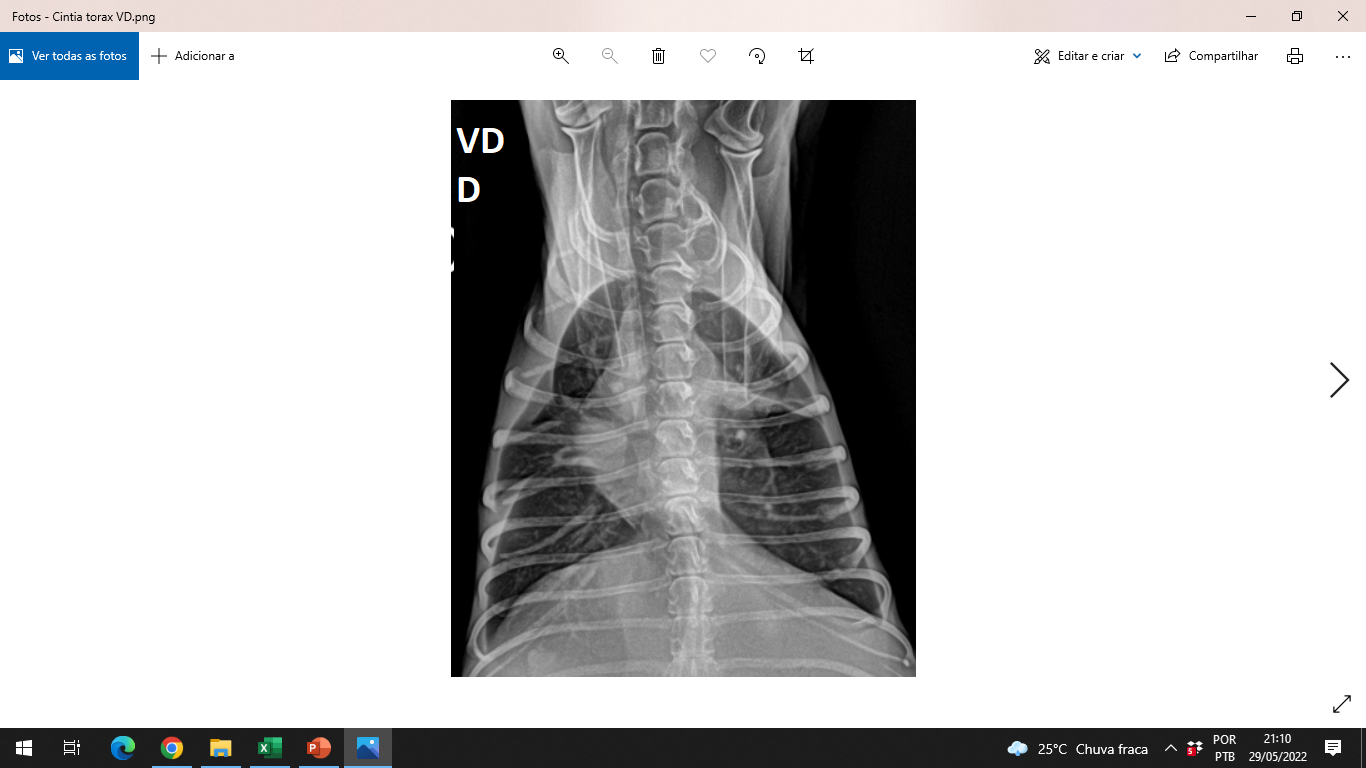 Fotos - Cintia torax VD.png
Ver todas as fotos
Adicionar a
Editar e criar
Compartilhar
VD
D
25°C Chuva fraca
POR
PTB
21:10
29/05/2022